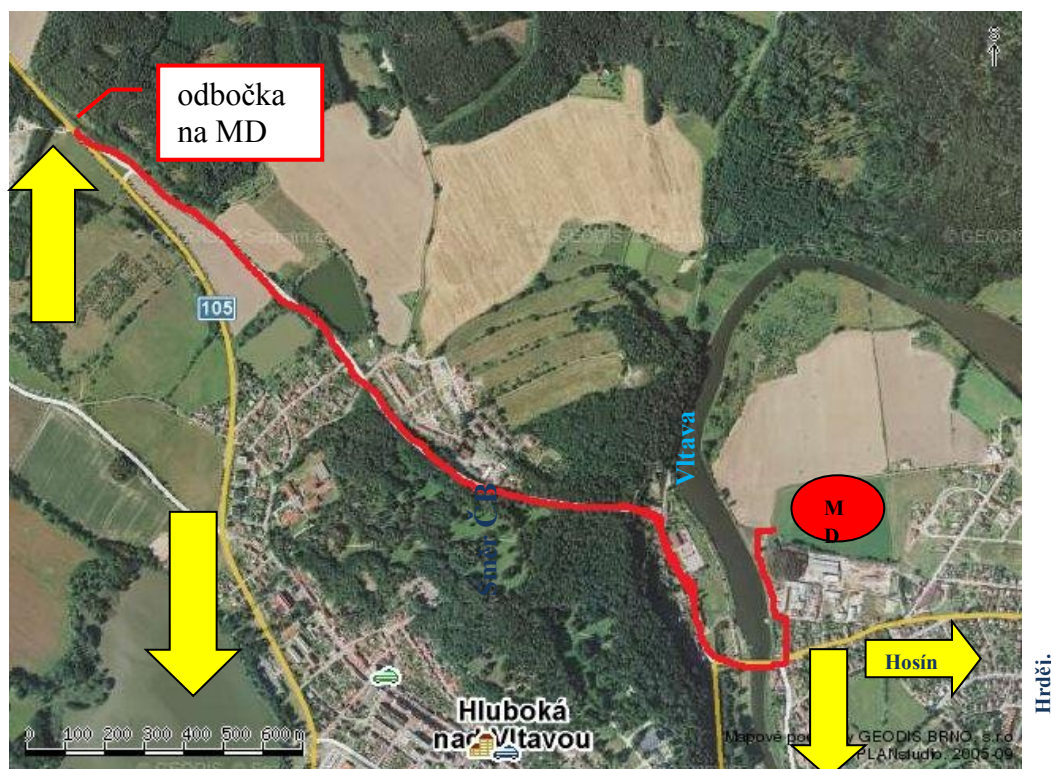 S
odbočka
na MD
105
Vltava
Směr ČB
M
D
Hosín
Hrděj.
Hluboká
nad Vltavou
0 100 200 300 400 500 600 m
GEODIS BRNO, s.r.o
PLANstudio, 2005-09